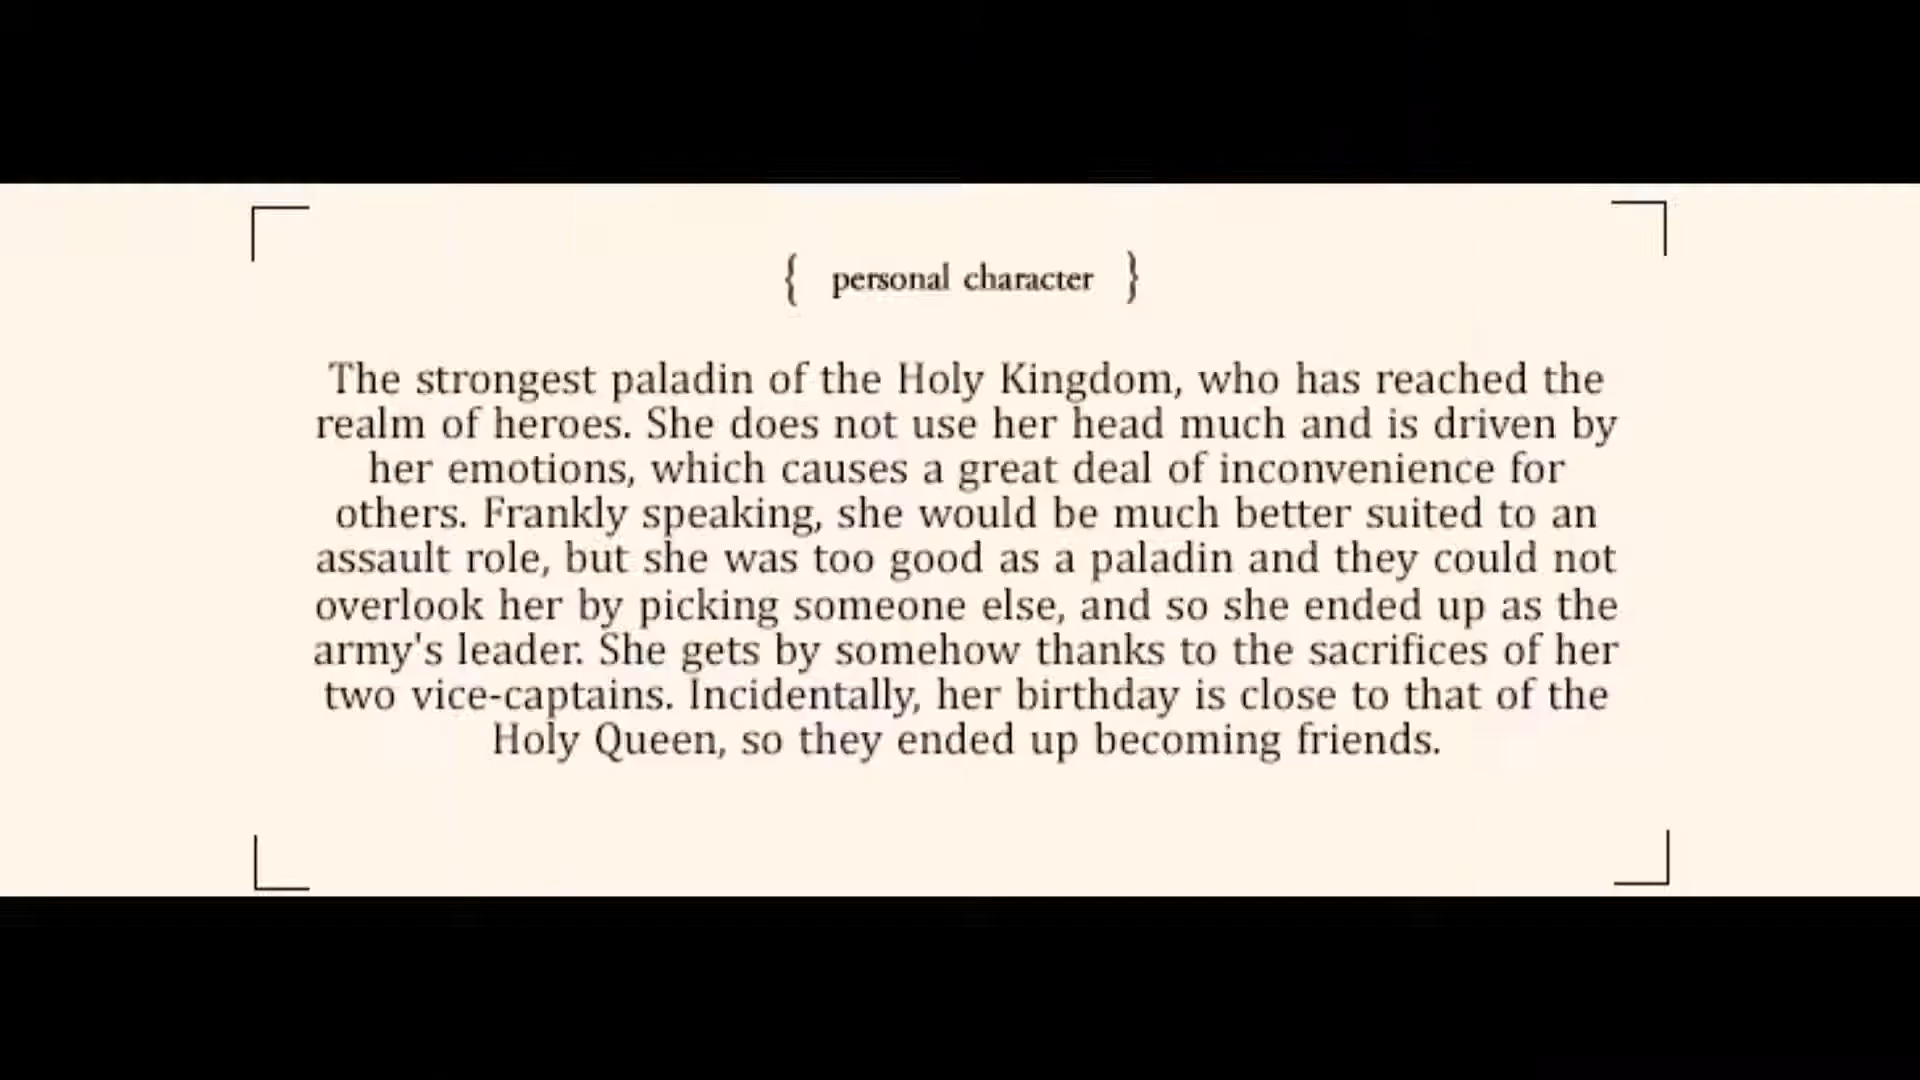 { personal character }
The strongest paladin of the Holy Kingdom, who has reached the
realm of heroes. She does not use her head much and is driven by
her emotions, which causes a great deal of inconvenience for
others. Frankly speaking, she would be much better suited to an
assault role, but she was too good as a paladin and they could not
overlook her by picking someone else, and so she ended up as the
army's leader. She gets by somehow thanks to the sacrifices of her
two vice-captains. Incidentally, her birthday is close to that of the
Holy Queen, so they ended up becoming friends.